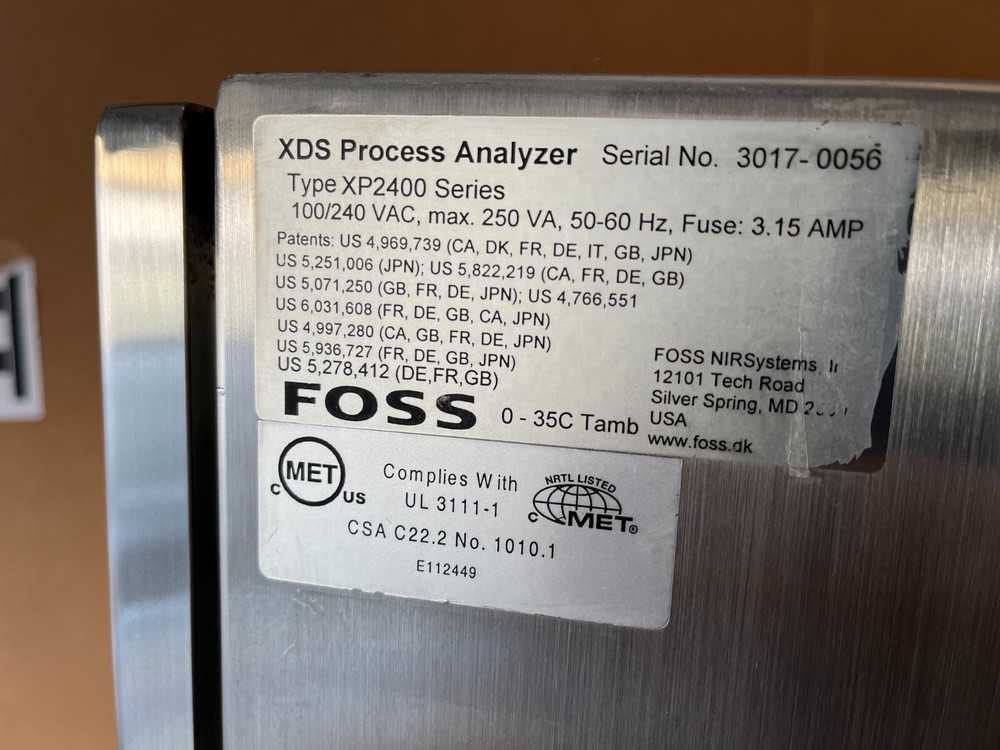 XDS Process Analyzer Serial No. 3017- 0056
Type XP2400 Series
100/240 VAC, max. 250 VA, 50-60 Hz, Fuse: 3.15 AMP
Patents: US 4,969,739 (CA, DK, FR, DE, IT, GB, JPN)
US 5,251,006 (JPN); US 5,822,219 (CA, FR, DE, GB)
US 5,071,250 (GB, FR, DE, JPN); US 4,766,551
US 6,031,608 (FR, DE, GB, CA, JPN)
US 4,997,280 (CA, GB, FR, DE, JPN)
US 5,936,727 (FR, DE, GB, JPN)
US 5,278,412 (DE,FR,GB)
FOSS 0 - 35C Tamb
FOSS NIRSystems,
12101 Tech Road
Silver Spring, MD
USA
www.foss.dk
C MET US
Complies With
UL 3111-1
CSA C22.2 No. 1010.1
E112449
NRTL LISTED
C MET®